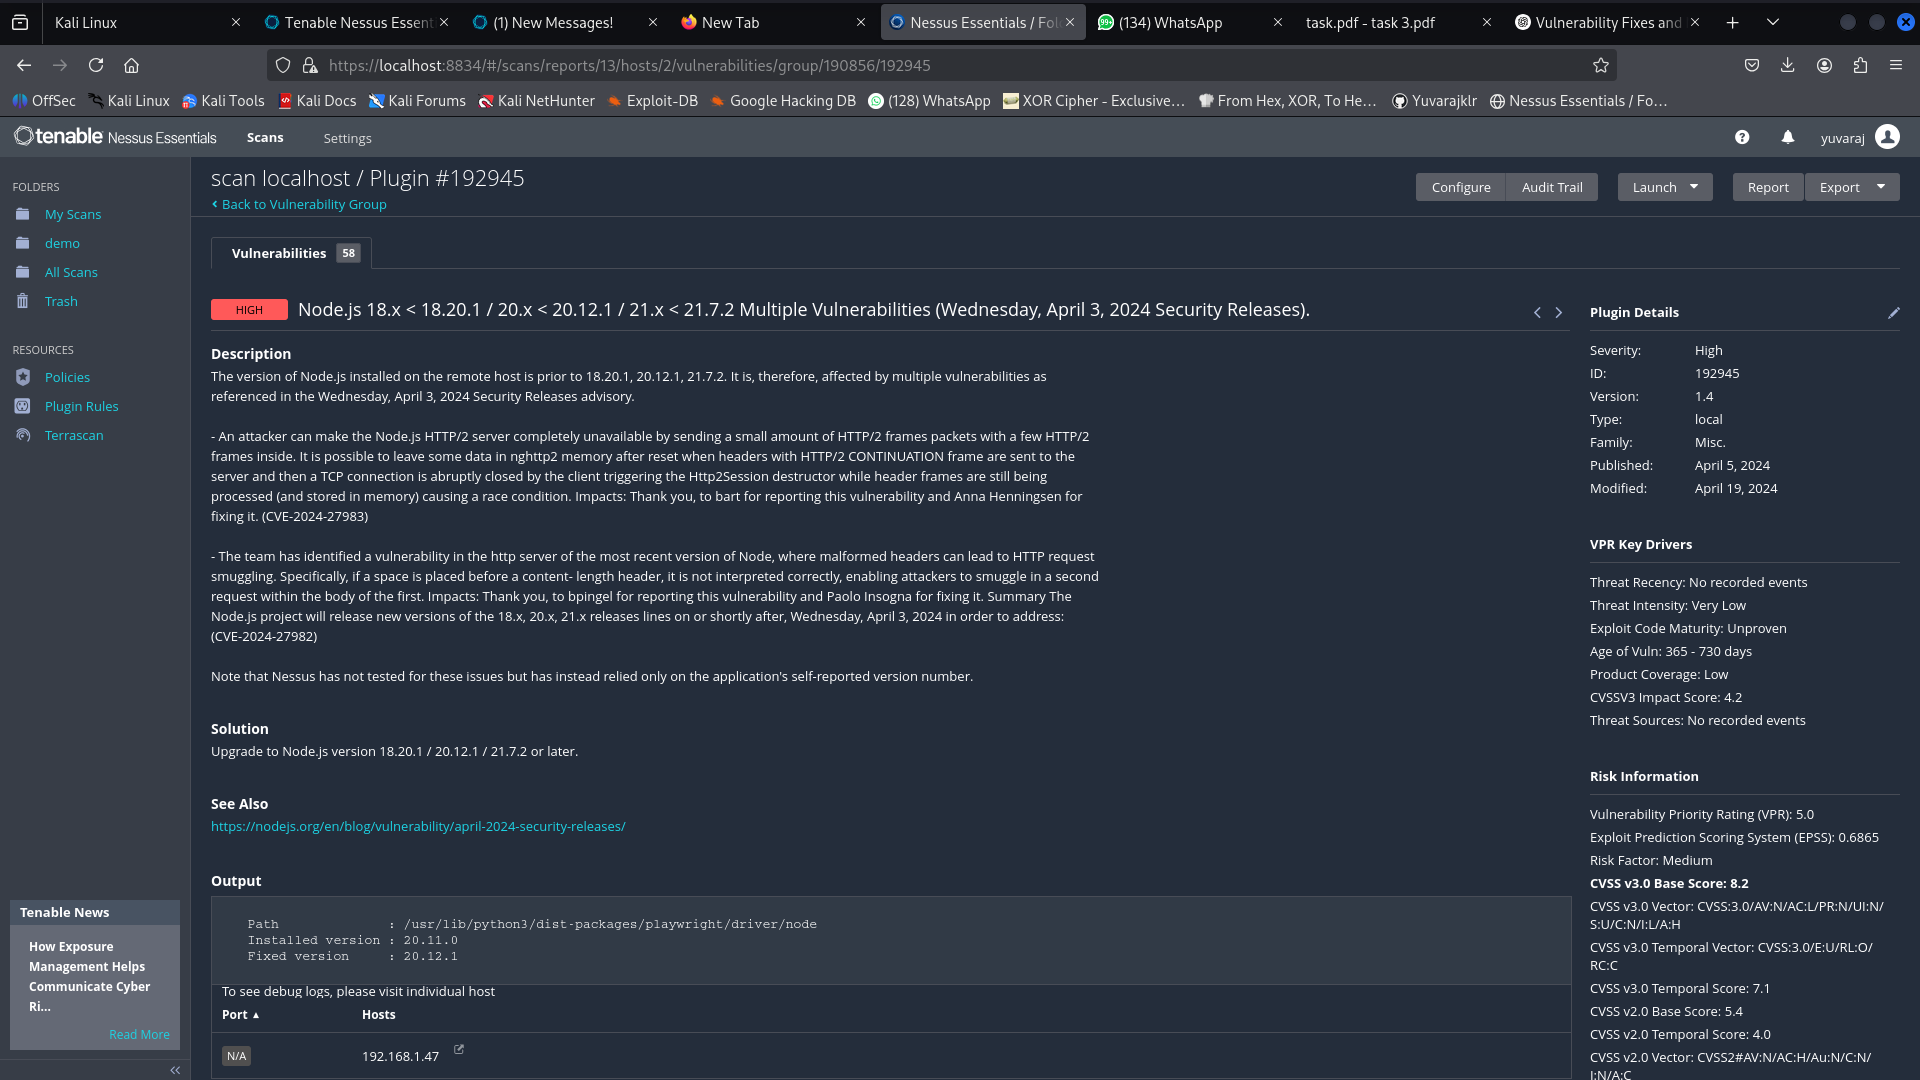 Kali Linux
Tenable Nessus Essent
(1) New Messages!
New Tab
Nessus Essentials / Fol
(134) WhatsApp
task.pdf - task 3.pdf
Vulnerability Fixes and
https://localhost:8834/#/scans/reports/13/hosts/2/vulnerabilities/group/190856/192945
OffSec
Kali Linux
Kali Tools
Kali Docs
Kali Forums
Kali NetHunter
Exploit-DB
Google Hacking DB
(128) WhatsApp
XOR Cipher - Exclusive…
From Hex, XOR, To He…
Yuvarajklr
Nessus Essentials / Fo…
tenable Nessus Essentials
Scans
Settings
yuvaraj
FOLDERS
My Scans
demo
All Scans
Trash
RESOURCES
Policies
Plugin Rules
Terrascan
Tenable News
How Exposure
Management Helps
Communicate Cyber
Ri...
Read More
scan localhost / Plugin #192945
Back to Vulnerability Group
Configure
Audit Trail
Launch
Report
Export
Vulnerabilities 58
HIGH Node.js 18.x < 18.20.1 / 20.x < 20.12.1 / 21.x < 21.7.2 Multiple Vulnerabilities (Wednesday, April 3, 2024 Security Releases).
Description
The version of Node.js installed on the remote host is prior to 18.20.1, 20.12.1, 21.7.2. It is, therefore, affected by multiple vulnerabilities as
referenced in the Wednesday, April 3, 2024 Security Releases advisory.
- An attacker can make the Node.js HTTP/2 server completely unavailable by sending a small amount of HTTP/2 frames packets with a few HTTP/2
frames inside. It is possible to leave some data in nghttp2 memory after reset when headers with HTTP/2 CONTINUATION frame are sent to the
server and then a TCP connection is abruptly closed by the client triggering the Http2Session destructor while header frames are still being
processed (and stored in memory) causing a race condition. Impacts: Thank you, to bart for reporting this vulnerability and Anna Henningsen for
fixing it. (CVE-2024-27983)
- The team has identified a vulnerability in the http server of the most recent version of Node, where malformed headers can lead to HTTP request
smuggling. Specifically, if a space is placed before a content- length header, it is not interpreted correctly, enabling attackers to smuggle in a second
request within the body of the first. Impacts: Thank you, to bpingel for reporting this vulnerability and Paolo Insogna for fixing it. Summary The
Node.js project will release new versions of the 18.x, 20.x, 21.x releases lines on or shortly after, Wednesday, April 3, 2024 in order to address:
(CVE-2024-27982)
Note that Nessus has not tested for these issues but has instead relied only on the application's self-reported version number.
Solution
Upgrade to Node.js version 18.20.1 / 20.12.1 / 21.7.2 or later.
See Also
https://nodejs.org/en/blog/vulnerability/april-2024-security-releases/
Output
Path : /usr/lib/python3/dist-packages/playwright/driver/node
Installed version : 20.11.0
Fixed version : 20.12.1
To see debug logs, please visit individual host
Port ▲ Hosts
N/A 192.168.1.47
Plugin Details
Severity: High
ID: 192945
Version: 1.4
Type: local
Family: Misc.
Published: April 5, 2024
Modified: April 19, 2024
VPR Key Drivers
Threat Recency: No recorded events
Threat Intensity: Very Low
Exploit Code Maturity: Unproven
Age of Vuln: 365 - 730 days
Product Coverage: Low
CVSSV3 Impact Score: 4.2
Threat Sources: No recorded events
Risk Information
Vulnerability Priority Rating (VPR): 5.0
Exploit Prediction Scoring System (EPSS): 0.6865
Risk Factor: Medium
CVSS v3.0 Base Score: 8.2
CVSS v3.0 Vector: CVSS:3.0/AV:N/AC:L/PR:N/UI:N/
S:U/C:N/I:L/A:H
CVSS v3.0 Temporal Vector: CVSS:3.0/E:U/RL:O/
RC:C
CVSS v3.0 Temporal Score: 7.1
CVSS v2.0 Base Score: 5.4
CVSS v2.0 Temporal Score: 4.0
CVSS v2.0 Vector: CVSS2#AV:N/AC:H/Au:N/C:N/
I:N/A:C